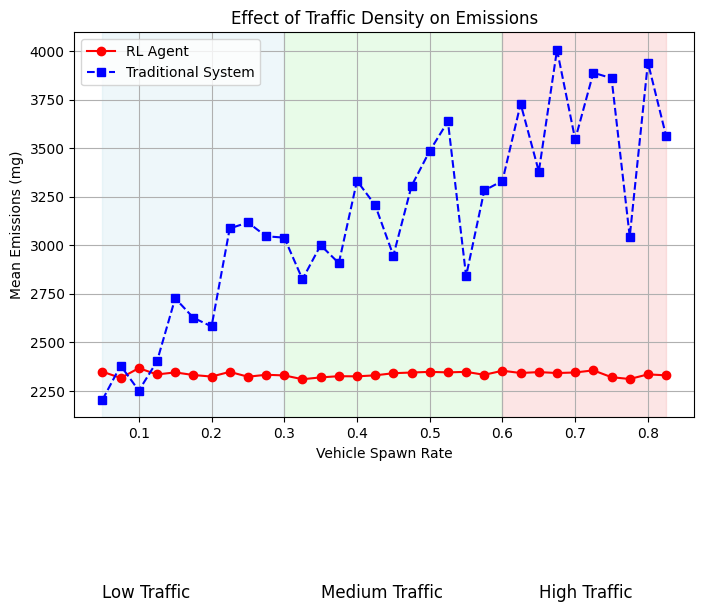 Effect of Traffic Density on Emissions
RL Agent
Traditional System
Mean Emissions (mg)
4000
3750
3500
3250
3000
2750
2500
2250
0.1 0.2 0.3 0.4 0.5 0.6 0.7 0.8
Vehicle Spawn Rate
Low Traffic Medium Traffic High Traffic